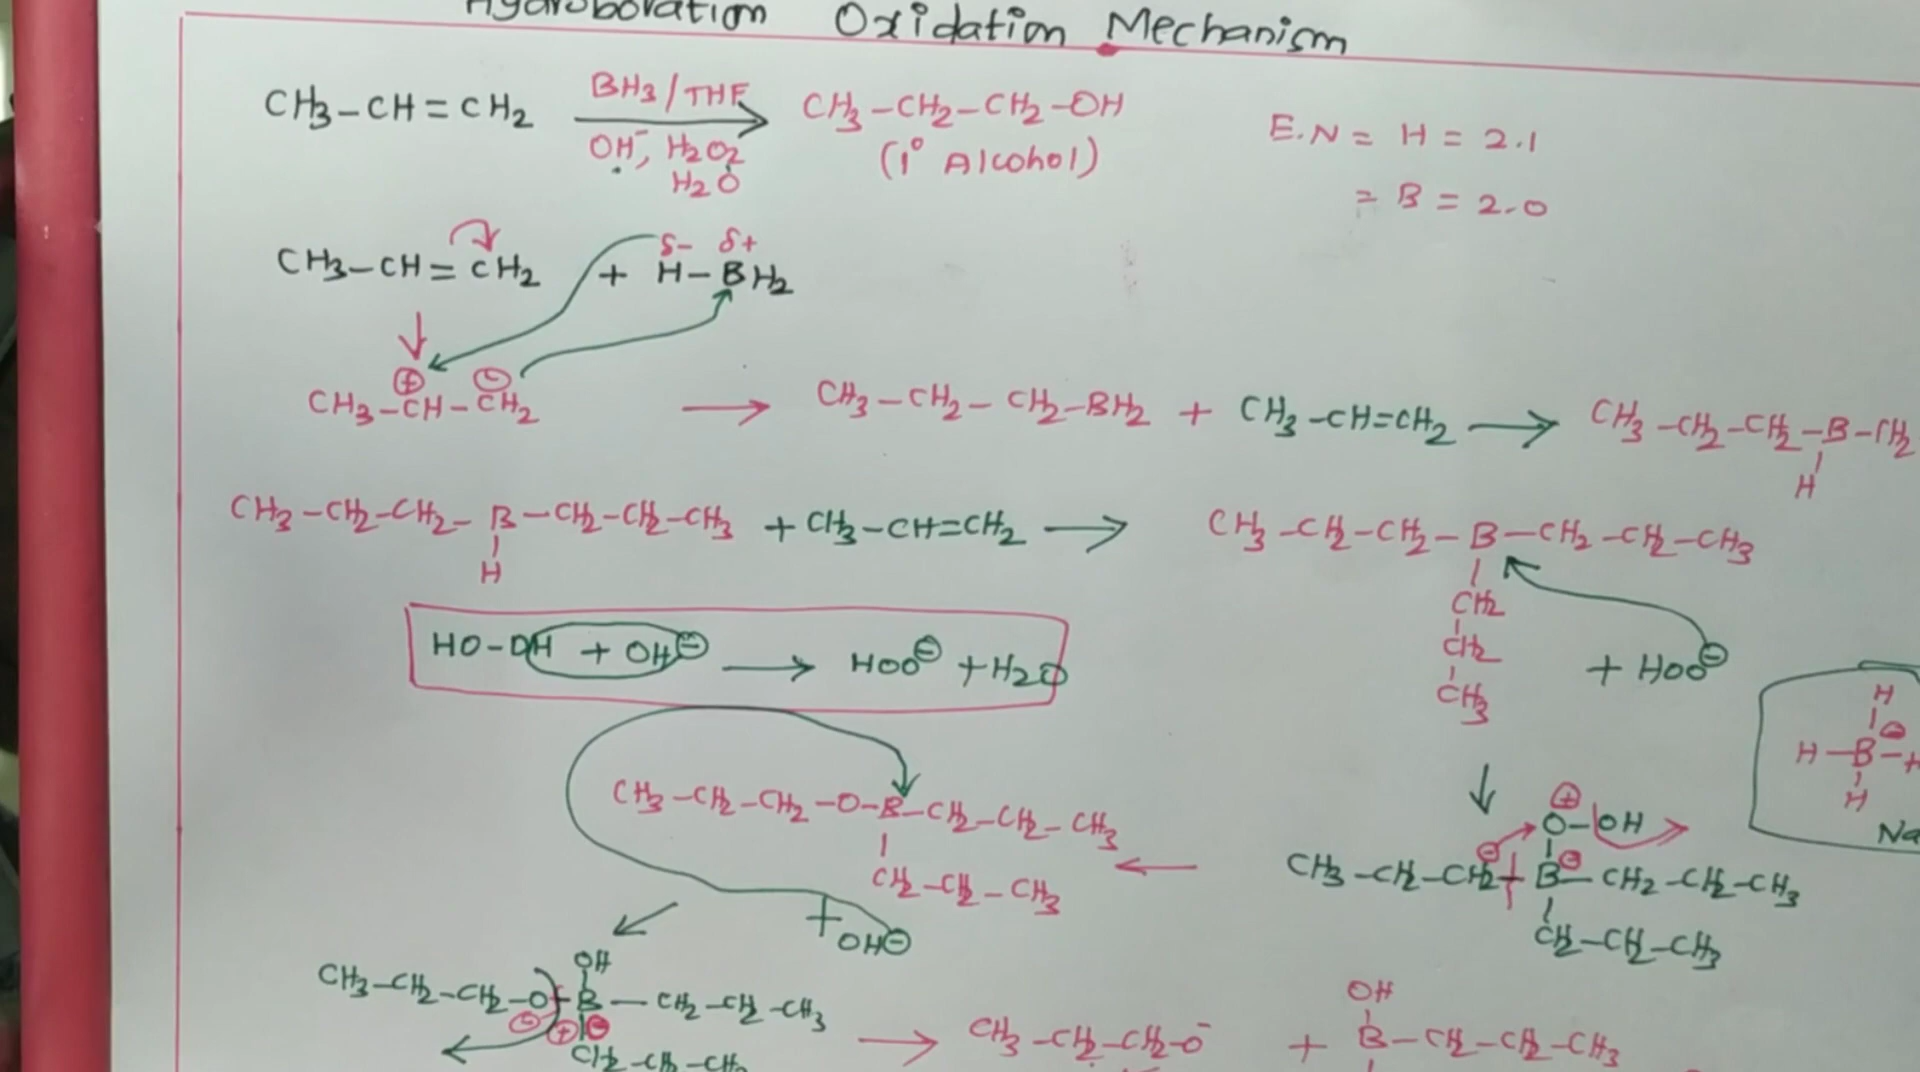 Hydroboration Oxidation Mechanism
CH3-CH=CH2 BH3/THF CH3-CH2-CH2-OH E.N = H = 2.1
OH-, H2O2 (1° Alcohol)
H2O = B = 2.0
δ- δ+
CH3-CH=CH2 + H-BH2
⊕ ⊖
CH3-CH-CH2 → CH3-CH2-CH2-BH2 + CH3-CH=CH2 → CH3-CH2-CH2-B-CH2
H
CH3-CH2-CH2-B-CH2-CH2-CH3 + CH3-CH=CH2 → CH3-CH2-CH2-B-CH2-CH2-CH3
H CH2
HO-OH + OH⊖ → HOO⊖ + H2O CH2
CH3 + HOO⊖
H
H-B⊖-H
H
Na
CH3-CH2-CH2-O-B-CH2-CH2-CH3 ⊕
CH2-CH2-CH3 O-OH
← CH3-CH2-CH2⊖ B⊖-CH2-CH2-CH3
+ OH⊖ CH2-CH2-CH3
OH OH
CH3-CH2-CH2-O-B-CH2-CH2-CH3 → CH3-CH2-CH2-O- + B-CH2-CH2-CH3
⊖ ⊕ ⊖
CH2-CH2-CH3